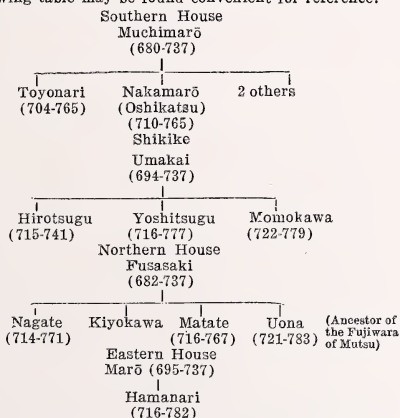 wing table may be found convenient for reference:
Southern House
Muchimarō
(680-737)
Toyonari Nakamarō 2 others
(704-765) (Oshikatsu)
(710-765)
Shikike
Umakai
(694-737)
Hirotsugu Yoshitsugu Momokawa
(715-741) (716-777) (722-779)
Northern House
Fusasaki
(682-737)
Nagate Kiyokawa Matate Uona (Ancestor of
(714-771) (716-767) (721-783) the Fujiwara
of Mutsu)
Eastern House
Marō (695-737)
Hamanari
(716-782)